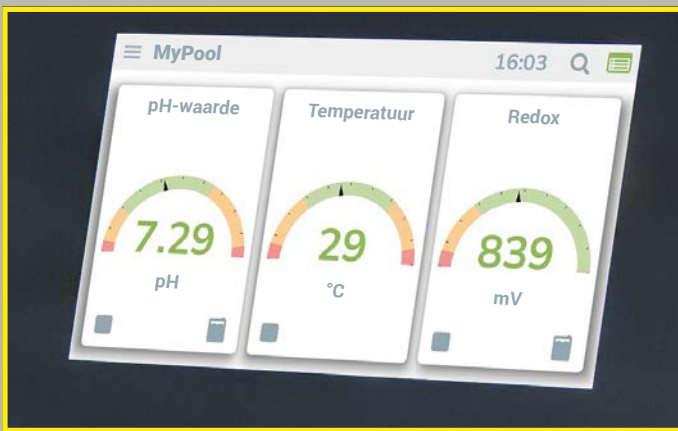 MyPool
16:03
pH-waarde
7.29
pH
Temperatuur
29
°C
Redox
839
mV